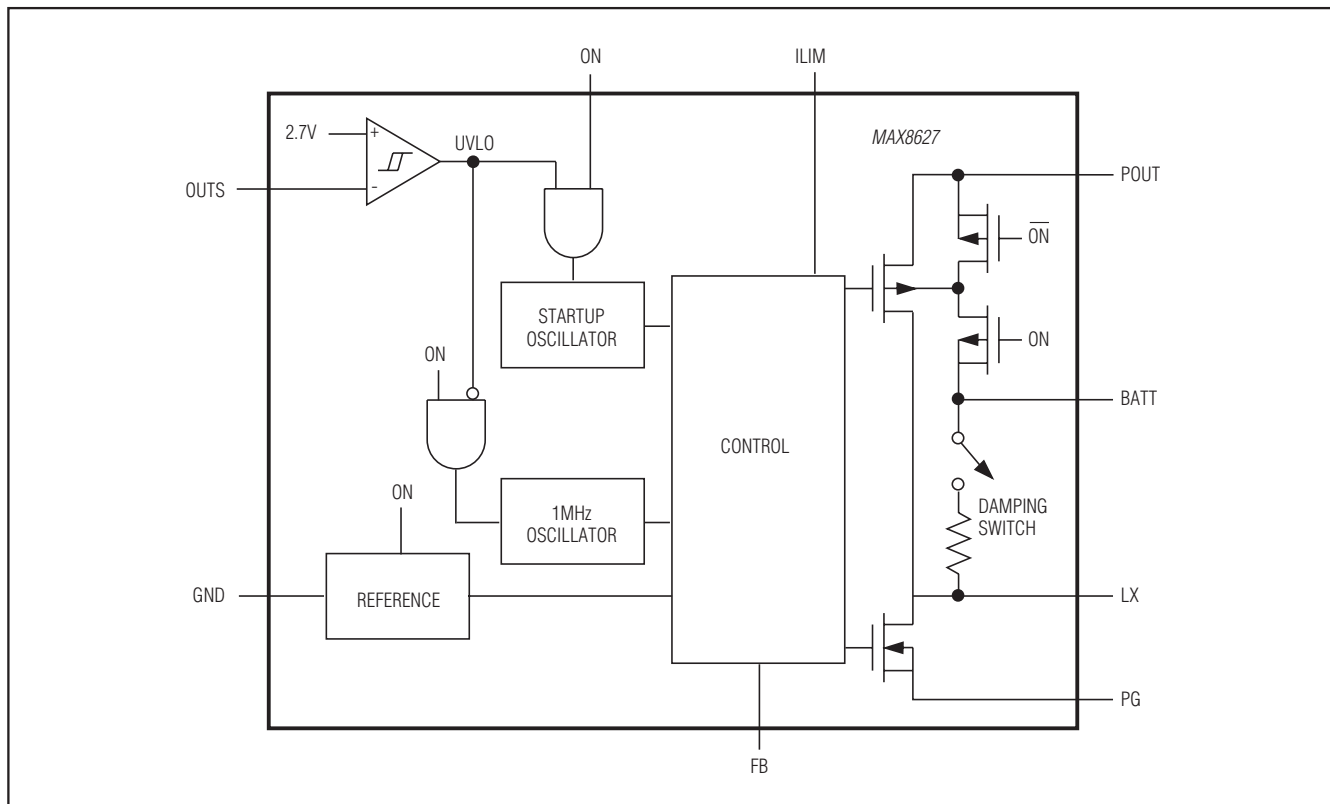 ON
ILIM
2.7V
+
UVLO
MAX8627
OUTS
-
POUT
O̅N̅
STARTUP
OSCILLATOR
ON
ON
BATT
CONTROL
ON
1MHz
OSCILLATOR
DAMPING
SWITCH
GND
REFERENCE
LX
PG
FB